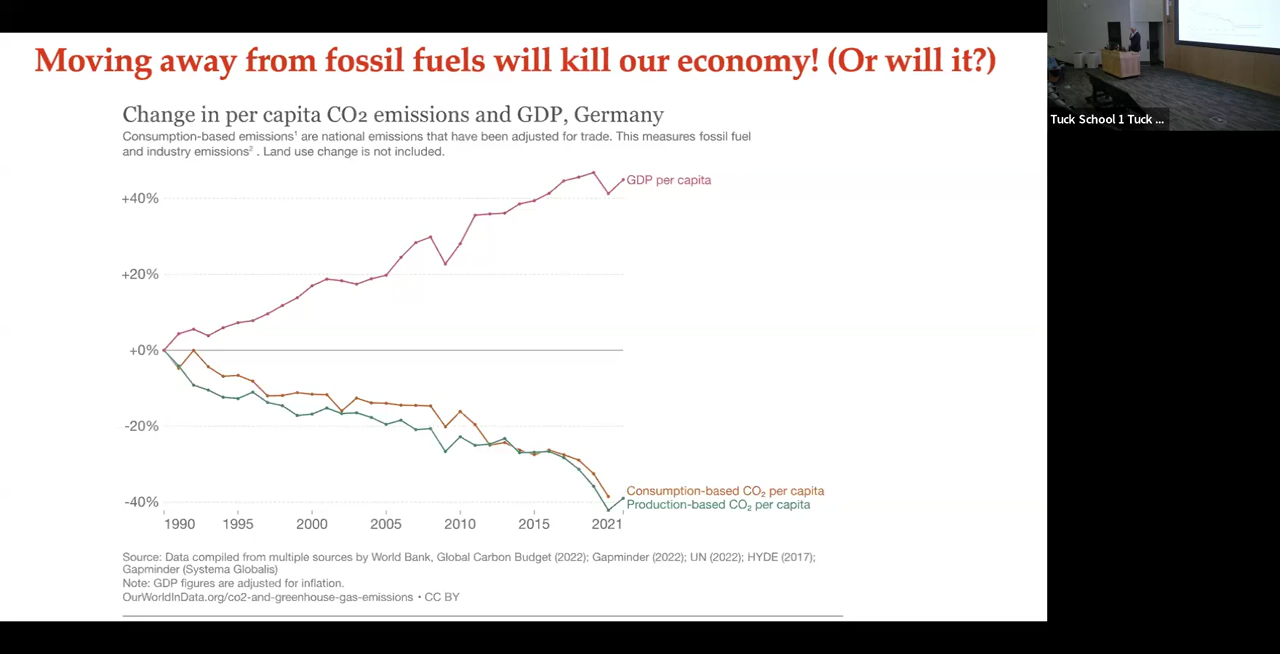 Moving away from fossil fuels will kill our economy! (Or will it?)
Tuck School 1 Tuck ...
Change in per capita CO2 emissions and GDP, Germany
Consumption-based emissions¹ are national emissions that have been adjusted for trade. This measures fossil fuel
and industry emissions² . Land use change is not included.
GDP per capita
+40%
+20%
+0%
-20%
-40%
Consumption-based CO₂ per capita
Production-based CO₂ per capita
1990 1995 2000 2005 2010 2015 2021
Source: Data compiled from multiple sources by World Bank, Global Carbon Budget (2022); Gapminder (2022); UN (2022); HYDE (2017);
Gapminder (Systema Globalis)
Note: GDP figures are adjusted for inflation.
OurWorldInData.org/co2-and-greenhouse-gas-emissions • CC BY